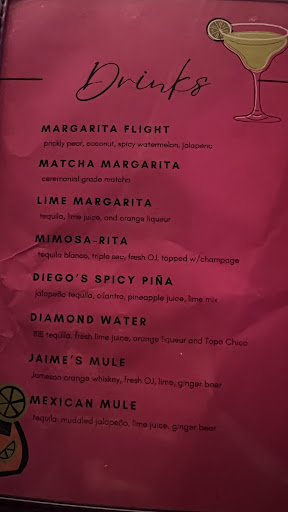 Drinks
MARGARITA FLIGHT
prickly pear, coconut, spicy watermelon, jalapeno
MATCHA MARGARITA
ceremonial grade matcha
LIME MARGARITA
tequila, lime juice, and orange liqueur
MIMOSA-RITA
tequila blanco, triple sec, fresh OJ, topped w/champage
DIEGO'S SPICY PIÑA
jalapeño tequila, cilantro, pineapple juice, lime mix
DIAMOND WATER
818 tequila, fresh lime juice, orange liqueur and Topo Chico
JAIME'S MULE
Jameson orange whiskey, fresh OJ, lime, ginger beer
MEXICAN MULE
tequila, muddled jalapeño, lime juice, ginger beer